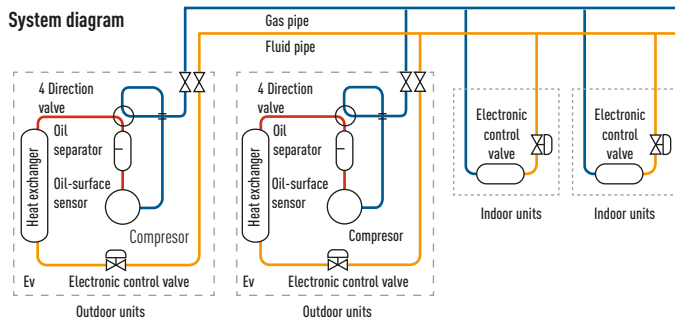 System diagram
Gas pipe
Fluid pipe
4 Direction
valve
Oil
separator
Oil-surface
sensor
Heat exchanger
Compresor
Ev
Electronic control valve
Outdoor units
4 Direction
valve
Oil
separator
Oil-surface
sensor
Heat exchanger
Compresor
Ev
Electronic control valve
Outdoor units
Electronic
control
valve
Indoor units
Electronic
control
valve
Indoor units